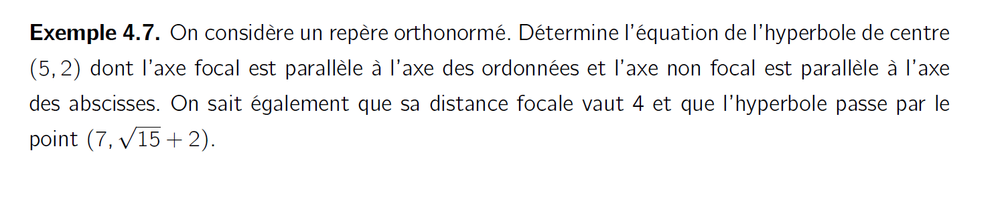 Exemple 4.7. On considère un repère orthonormé. Détermine l'équation de l'hyperbole de centre
(5, 2) dont l'axe focal est parallèle à l'axe des ordonnées et l'axe non focal est parallèle à l'axe
des abscisses. On sait également que sa distance focale vaut 4 et que l'hyperbole passe par le
point (7, √15 + 2).